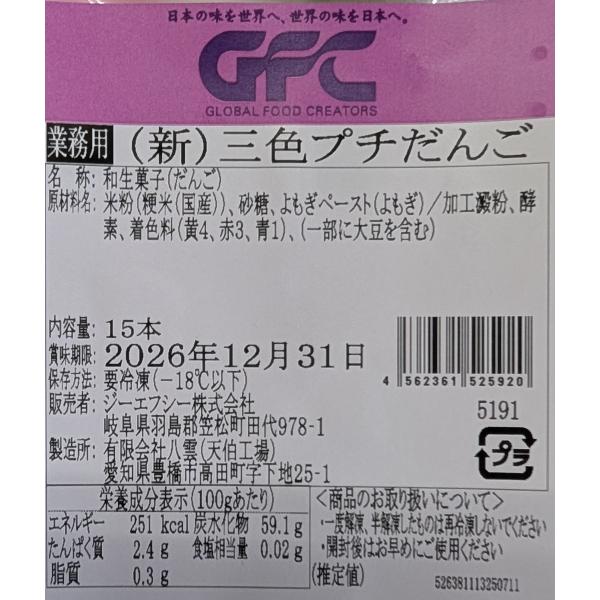 日本の味を世界へ、世界の味を日本へ。
GFC
GLOBAL FOOD CREATORS
業務用 (新)三色プチだんご
名 称: 和生菓子(だんご)
原材料名: 米粉(粳米(国産))、砂糖、よもぎペースト(よもぎ)/加工澱粉、酵
素、着色料(黄4、赤3、青1)、(一部に大豆を含む)
内容量: 15本
賞味期限: 2026年12月31日
保存方法: 要冷凍(-18℃以下)
販売者: ジーエフシー株式会社
岐阜県羽島郡笠松町田代978-1
製造所: 有限会社八雲(天伯工場)
愛知県豊橋市高田町字下地25-1
4 562361 525920
5191
プラ
栄養成分表示(100gあたり)
エネルギー 251 kcal 炭水化物 59.1g
たんぱく質 2.4g 食塩相当量 0.02g
脂質 0.3g (推定値)
<商品のお取り扱いについて>
・一度解凍、半解凍したものは再冷凍しないでください
・開封後はお早めにご使用ください
526381113250711